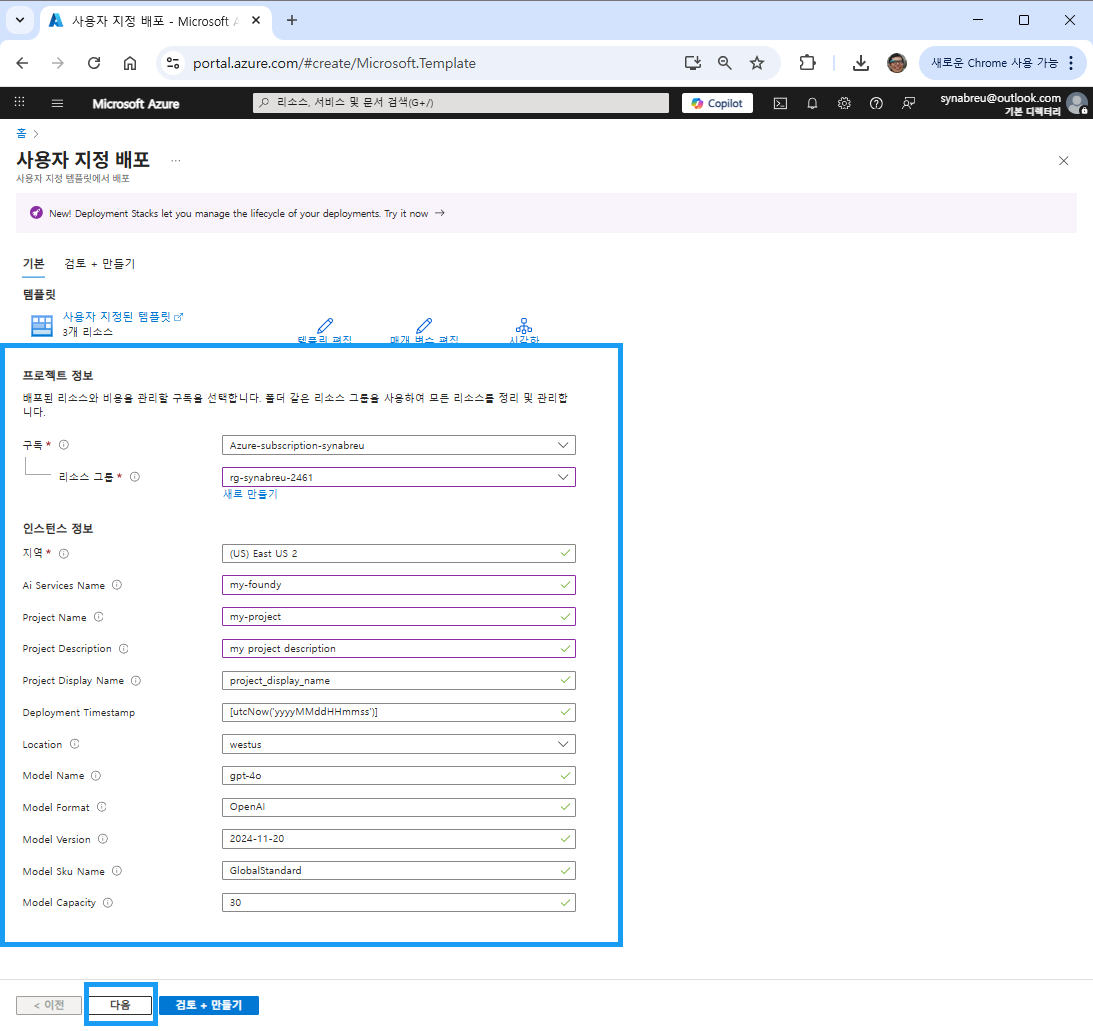 사용자 지정 배포 - Microsoft A
portal.azure.com/#create/Microsoft.Template
새로운 Chrome 사용 가능
Microsoft Azure
리소스, 서비스 및 문서 검색(G+/)
Copilot
synabreu@outlook.com
기본 디렉터리
홈
사용자 지정 배포
사용자 지정 템플릿에서 배포
New! Deployment Stacks let you manage the lifecycle of your deployments. Try it now →
기본 검토 + 만들기
템플릿
사용자 지정된 템플릿
3개 리소스
템플릿 편집 매개 변수 편집 시각화
프로젝트 정보
배포된 리소스와 비용을 관리할 구독을 선택합니다. 폴더 같은 리소스 그룹을 사용하여 모든 리소스를 정리 및 관리합
니다.
구독 * Azure-subscription-synabreu
리소스 그룹 * rg-synabreu-2461
새로 만들기
인스턴스 정보
지역 * (US) East US 2
Ai Services Name my-foundy
Project Name my-project
Project Description my project description
Project Display Name project_display_name
Deployment Timestamp [utcNow('yyyyMMddHHmmss')]
Location westus
Model Name gpt-4o
Model Format OpenAI
Model Version 2024-11-20
Model Sku Name GlobalStandard
Model Capacity 30
< 이전 다음 검토 + 만들기